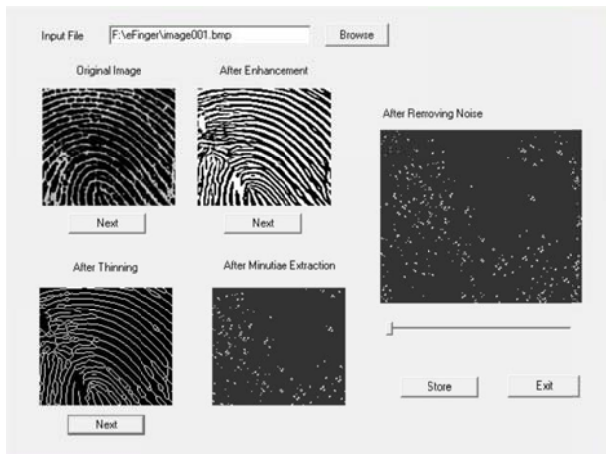 Input File F:\eFinger\image001.bmp Browse
Original Image After Enhancement
After Removing Noise
Next Next
After Thinning After Minutiae Extraction
Store Exit
Next